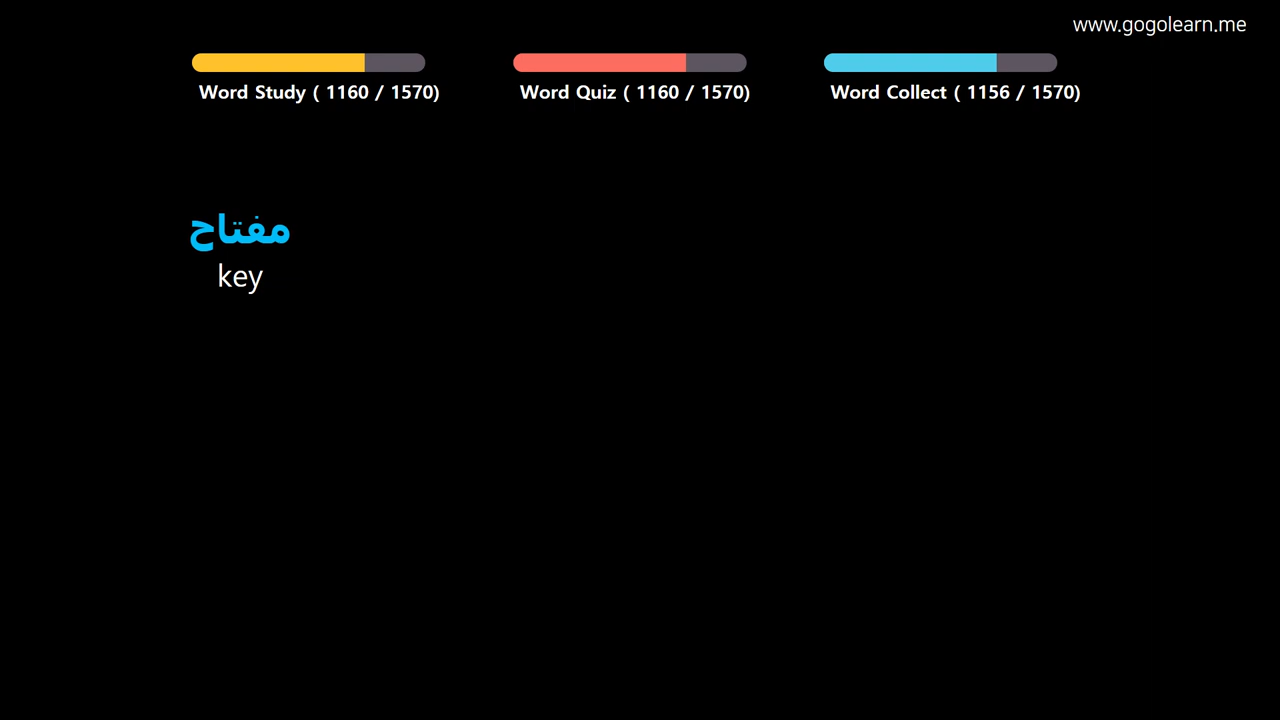 www.gogolearn.me
Word Study ( 1160 / 1570)
Word Quiz ( 1160 / 1570)
Word Collect ( 1156 / 1570)
مفتاح
key